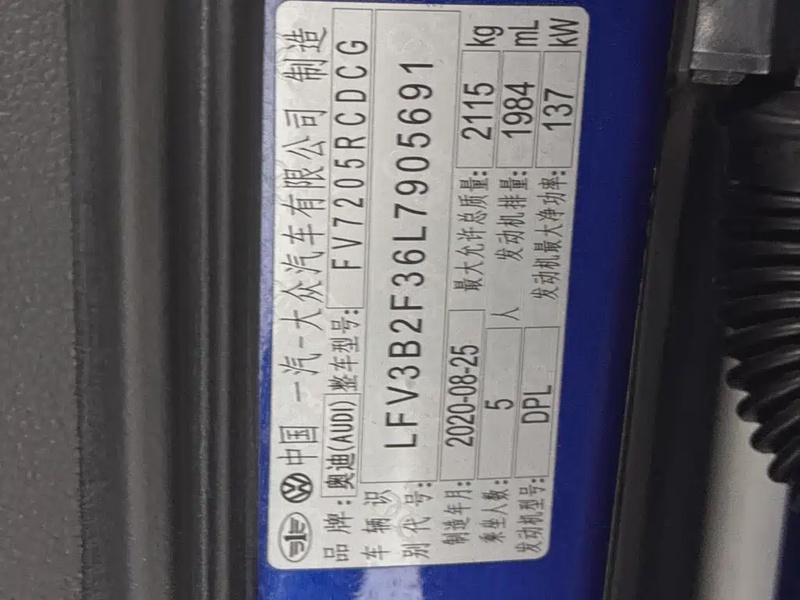 中国 一汽-大众汽车有限公司 制造
品牌: 奥迪(AUDI) 整车型号: FV7205RCDCG
车辆识别代号: LFV3B2F36L7905691
制造年月: 2020-08-25 最大允许总质量: 2115 kg
乘坐人数: 5 人 发动机排量: 1984 mL
发动机型号: DPL 发动机最大净功率: 137 kW